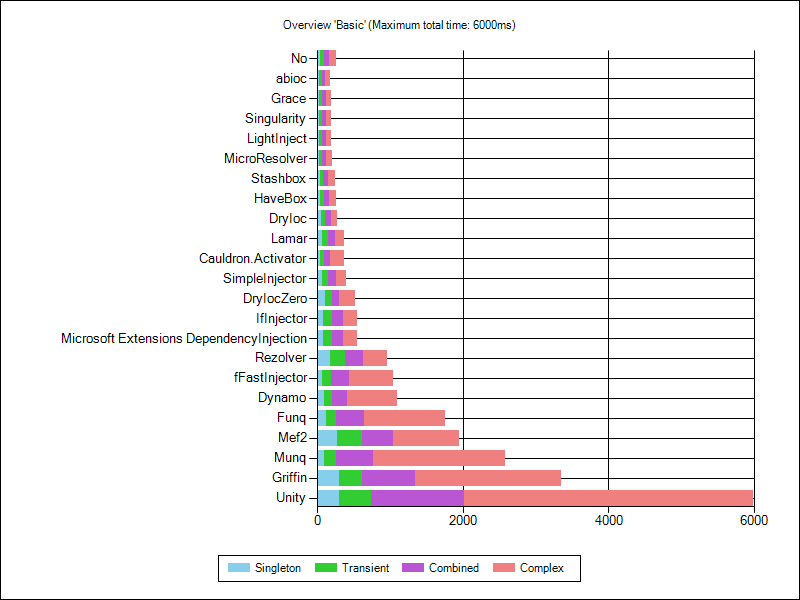 Overview 'Basic' (Maximum total time: 6000ms)
No
abioc
Grace
Singularity
LightInject
MicroResolver
Stashbox
HaveBox
DryIoc
Lamar
Cauldron.Activator
SimpleInjector
DryIocZero
IfInjector
Microsoft Extensions DependencyInjection
Rezolver
fFastInjector
Dynamo
Funq
Mef2
Munq
Griffin
Unity
0 2000 4000 6000
Singleton Transient Combined Complex